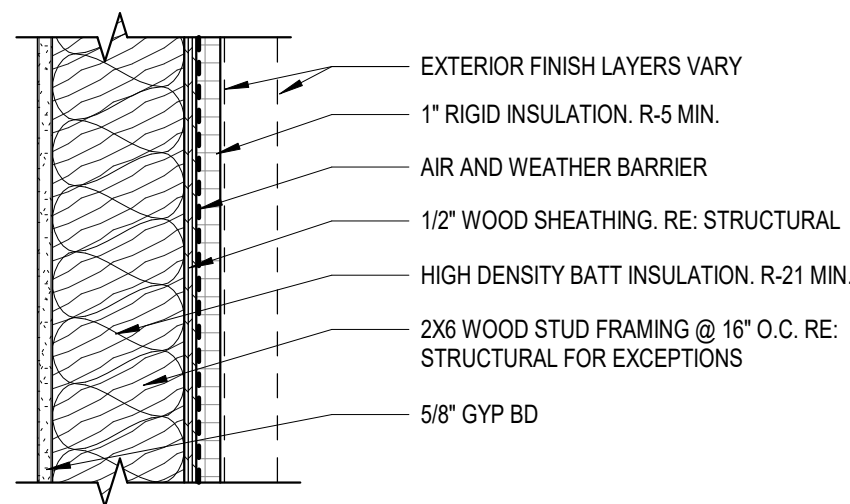 EXTERIOR FINISH LAYERS VARY
1" RIGID INSULATION. R-5 MIN.
AIR AND WEATHER BARRIER
1/2" WOOD SHEATHING. RE: STRUCTURAL
HIGH DENSITY BATT INSULATION. R-21 MIN.
2X6 WOOD STUD FRAMING @ 16" O.C. RE:
STRUCTURAL FOR EXCEPTIONS
5/8" GYP BD